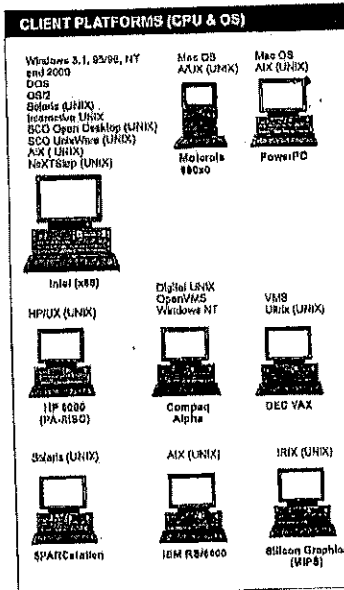 CLIENT PLATFORMS (CPU & OS)
Windows 3.1, 95/98, NT
and 2000
DOS
OS/2
Solaris (UNIX)
Interactive UNIX
SCO Open Desktop (UNIX)
SCO UnixWare (UNIX)
AIX (UNIX)
NeXTStep (UNIX)
Intel (x86)
Mac OS
A/UX (UNIX)
Motorola
680x0
Mac OS
AIX (UNIX)
PowerPC
HP/UX (UNIX)
HP 9000
(PA-RISC)
Digital UNIX
OpenVMS
Windows NT
Compaq
Alpha
VMS
Ultrix (UNIX)
DEC VAX
Solaris (UNIX)
SPARCstation
AIX (UNIX)
IBM RS/6000
IRIX (UNIX)
Silicon Graphics
(MIPS)